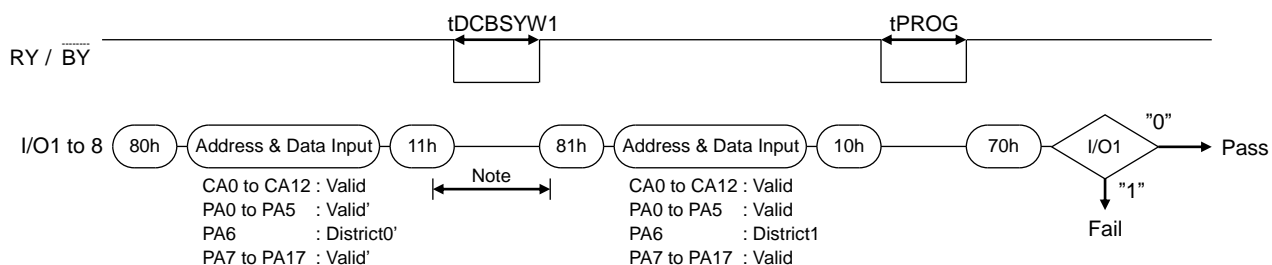 tDCBSYW1 tPROG
RY / BY
I/O1 to 8 80h Address & Data Input 11h 81h Address & Data Input 10h 70h I/O1 "0" Pass
Note
"1"
Fail
CA0 to CA12 : Valid
PA0 to PA5 : Valid'
PA6 : District0'
PA7 to PA17 : Valid'
CA0 to CA12 : Valid
PA0 to PA5 : Valid
PA6 : District1
PA7 to PA17 : Valid